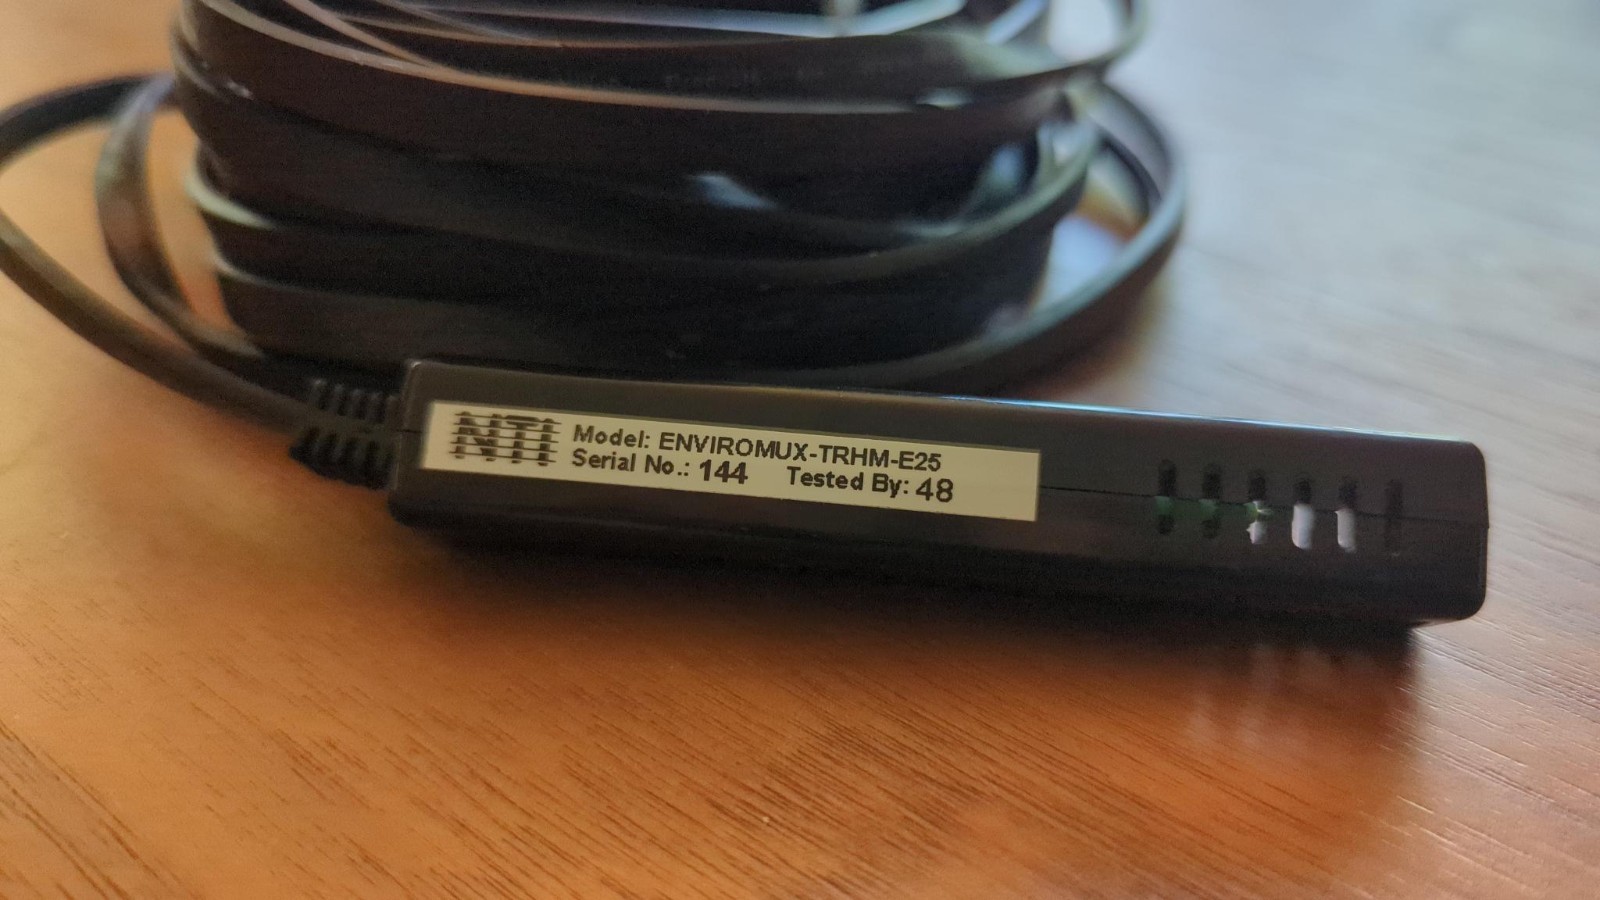 NTI
Model: ENVIROMUX-TRHM-E25
Serial No.: 144 Tested By: 48